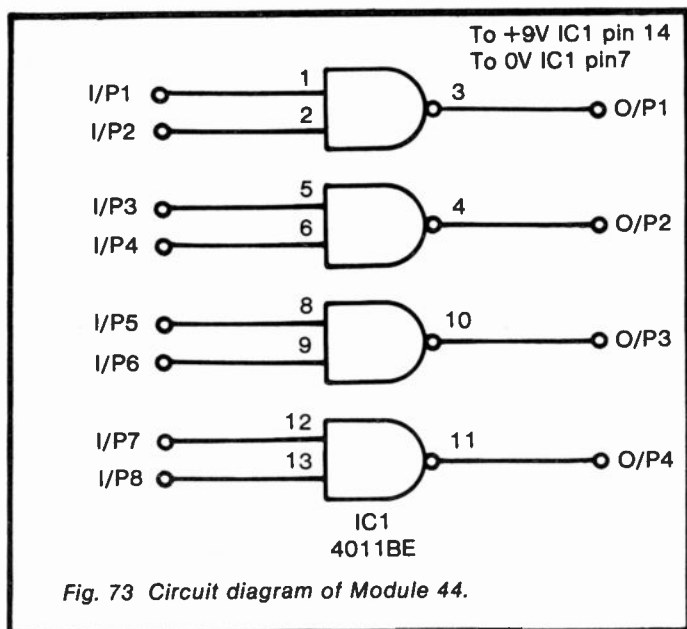 To +9V IC1 pin 14
To 0V IC1 pin7
I/P1 1 3 O/P1
I/P2 2
I/P3 5 4 O/P2
I/P4 6
I/P5 8 10 O/P3
I/P6 9
I/P7 12 11 O/P4
I/P8 13
IC1
4011BE
Fig. 73 Circuit diagram of Module 44.